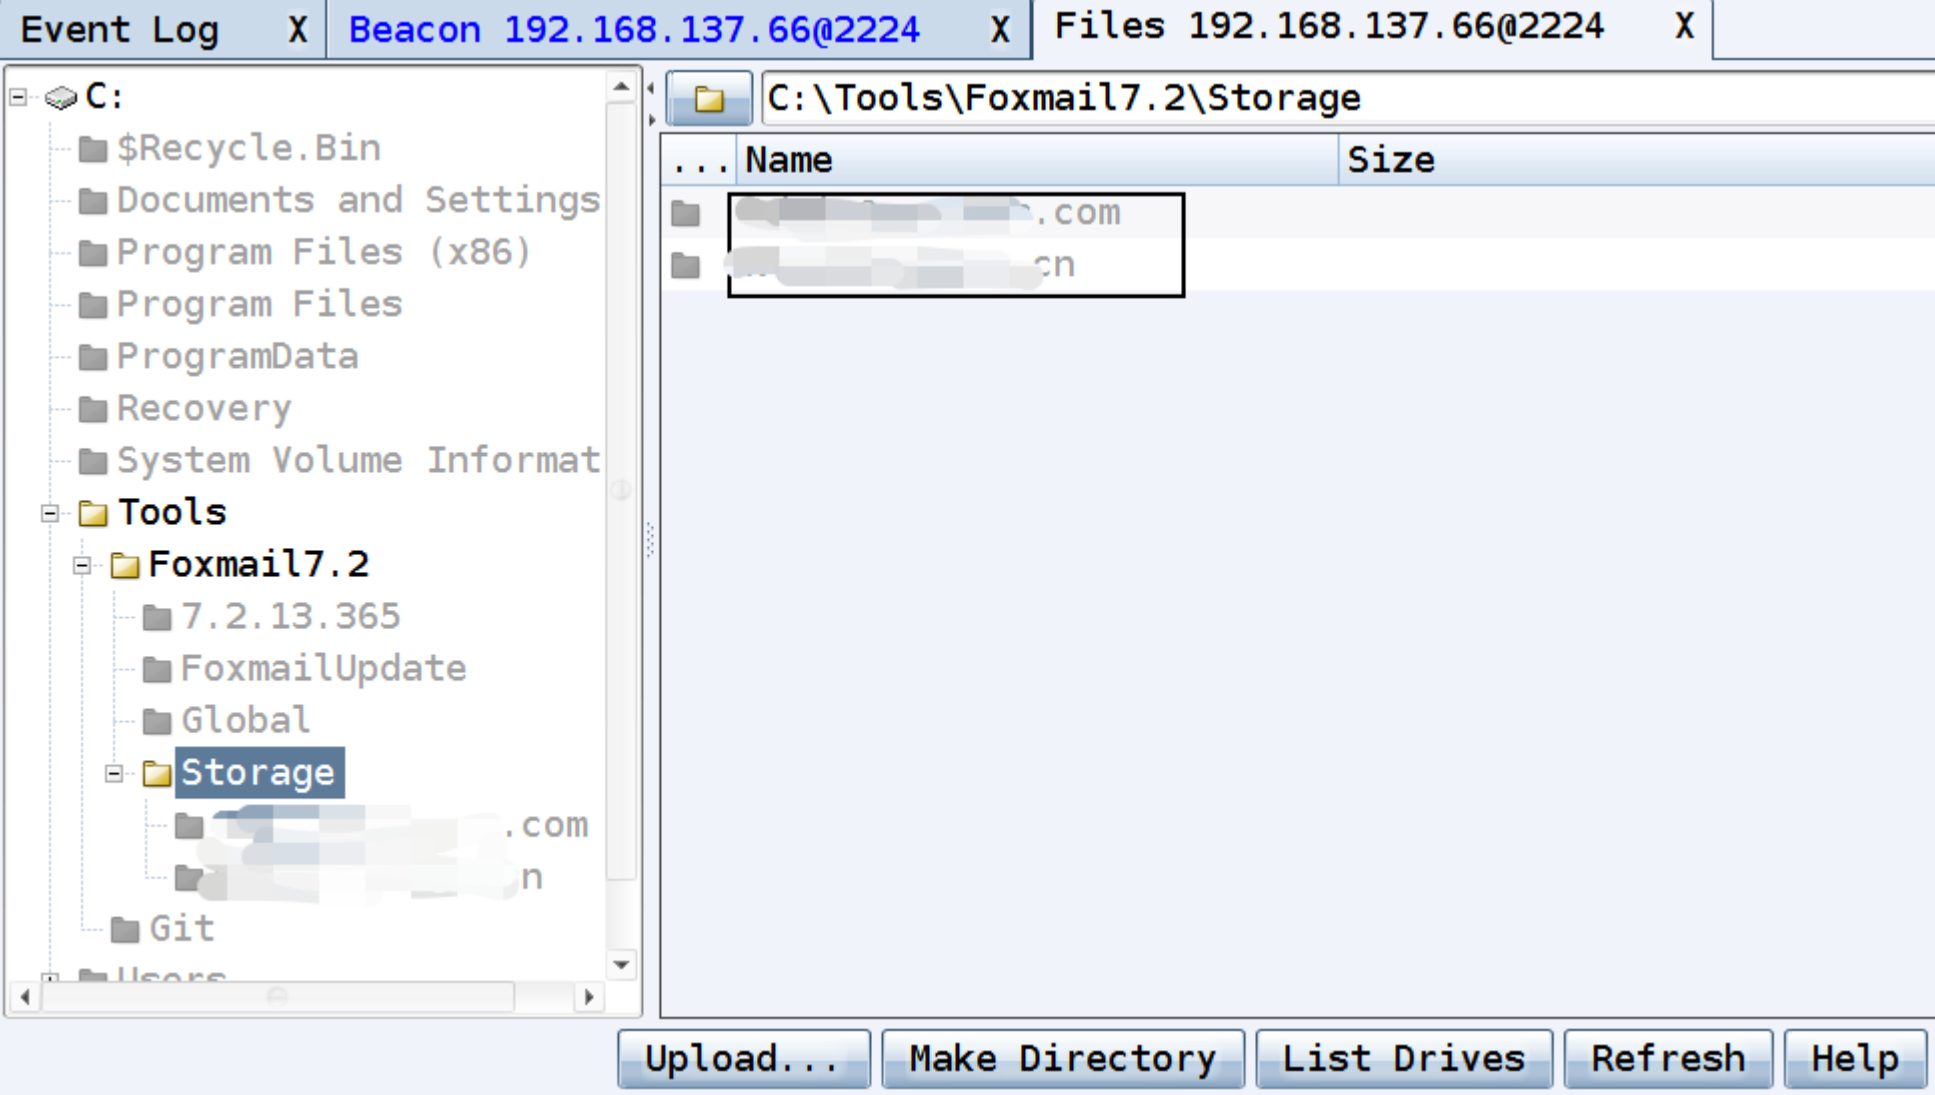 Event Log X Beacon 192.168.137.66@2224 X Files 192.168.137.66@2224 X
C:
$Recycle.Bin
Documents and Settings
Program Files (x86)
Program Files
ProgramData
Recovery
System Volume Informat
Tools
Foxmail7.2
7.2.13.365
FoxmailUpdate
Global
Storage
.com
n
Git
Users
C:\Tools\Foxmail7.2\Storage
... Name Size
.com
cn
Upload... Make Directory List Drives Refresh Help